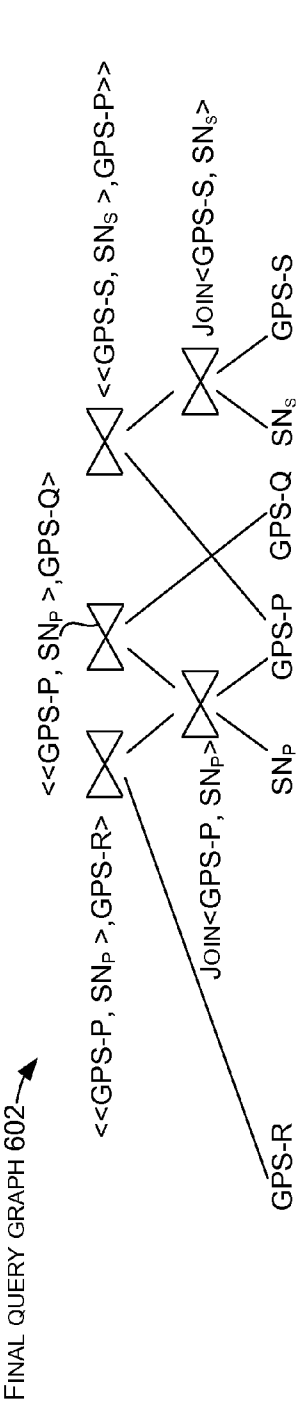 FINAL QUERY GRAPH 602
<<GPS-P, SNP >,GPS-Q>
<<GPS-S, SNS >,GPS-P>>
<<GPS-P, SNP >,GPS-R>
JOIN<GPS-P, SNP>
JOIN<GPS-S, SNS>
GPS-R
SNP
GPS-P
GPS-Q
SNS
GPS-S